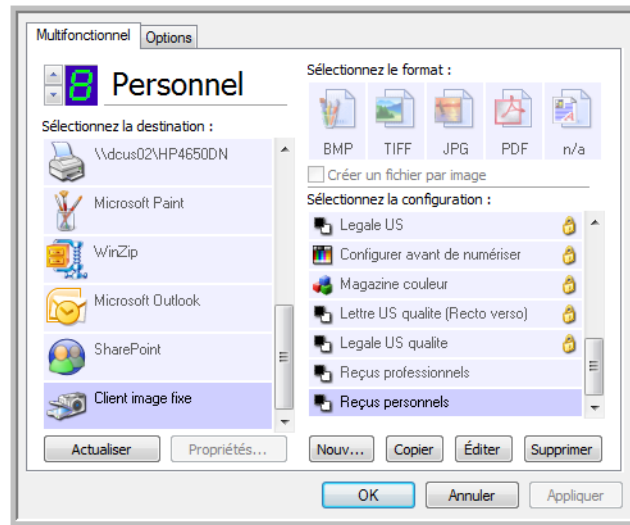 Multifonctionnel
Options
8 Personnel
Sélectionnez la destination :
\\dcus02\HP4650DN
Microsoft Paint
WinZip
Microsoft Outlook
SharePoint
Client image fixe
Actualiser
Propriétés...
Sélectionnez le format :
BMP
TIFF
JPG
PDF
n/a
Créer un fichier par image
Sélectionnez la configuration :
Legale US
Configurer avant de numériser
Magazine couleur
Lettre US qualite (Recto verso)
Legale US qualite
Reçus professionnels
Reçus personnels
Nouv...
Copier
Éditer
Supprimer
OK
Annuler
Appliquer